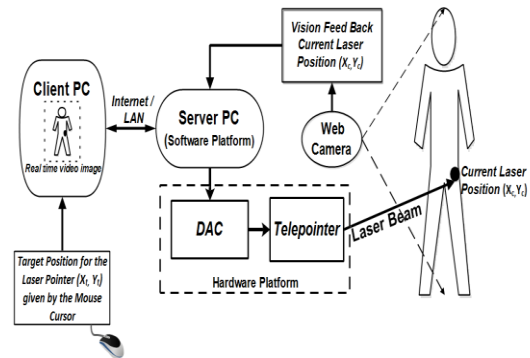 Client PC
Real time video image
Internet /
LAN
Server PC
(Software Platform)
Vision Feed Back
Current Laser
Position (Xc,Yc)
Web
Camera
Current Laser
Position (Xc,Yc)
DAC
Telepointer
Laser Beam
Hardware Platform
Target Position for the
Laser Pointer (Xt, Yt)
given by the Mouse
Cursor